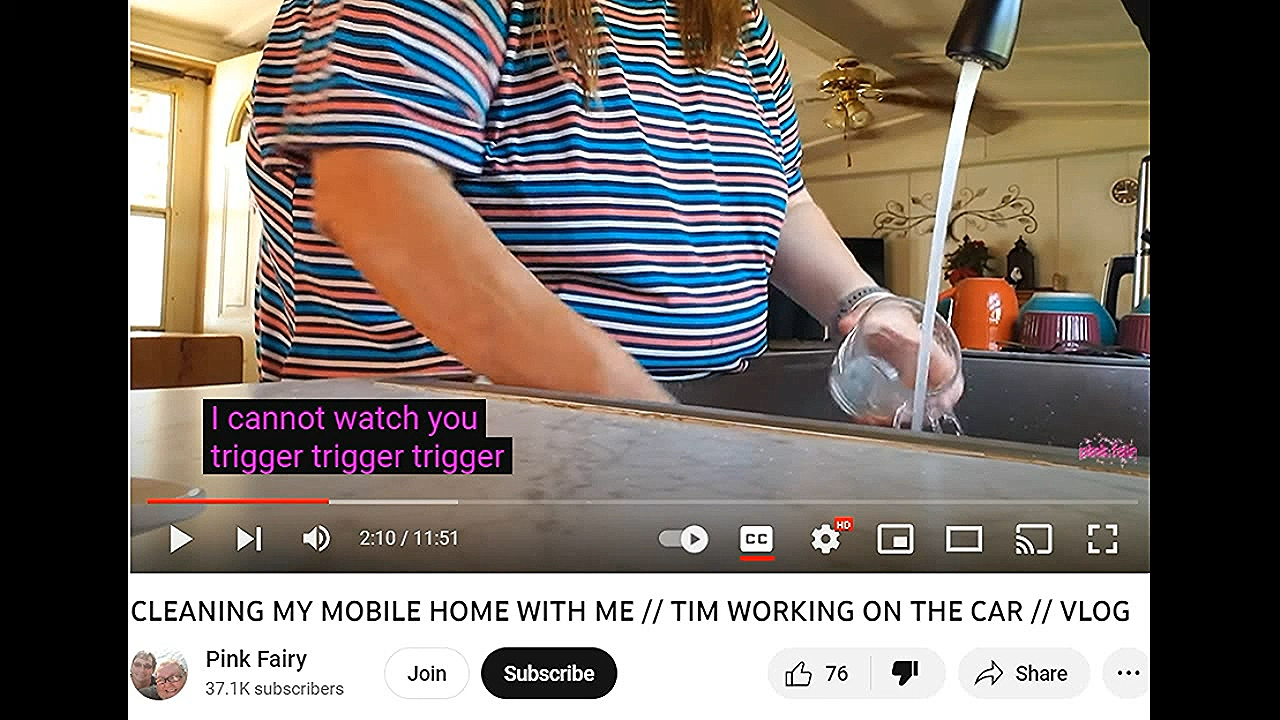 I cannot watch you
trigger trigger trigger
2:10 / 11:51
CC
HD
CLEANING MY MOBILE HOME WITH ME // TIM WORKING ON THE CAR // VLOG
Pink Fairy
37.1K subscribers
Join
Subscribe
76
Share